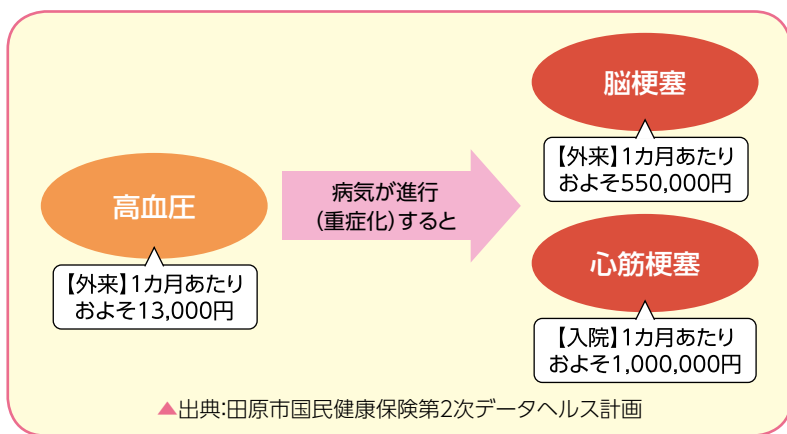 高血圧
【外来】1カ月あたり
およそ13,000円
病気が進行
(重症化)すると
脳梗塞
【外来】1カ月あたり
およそ550,000円
心筋梗塞
【入院】1カ月あたり
およそ1,000,000円
▲出典:田原市国民健康保険第2次データヘルス計画